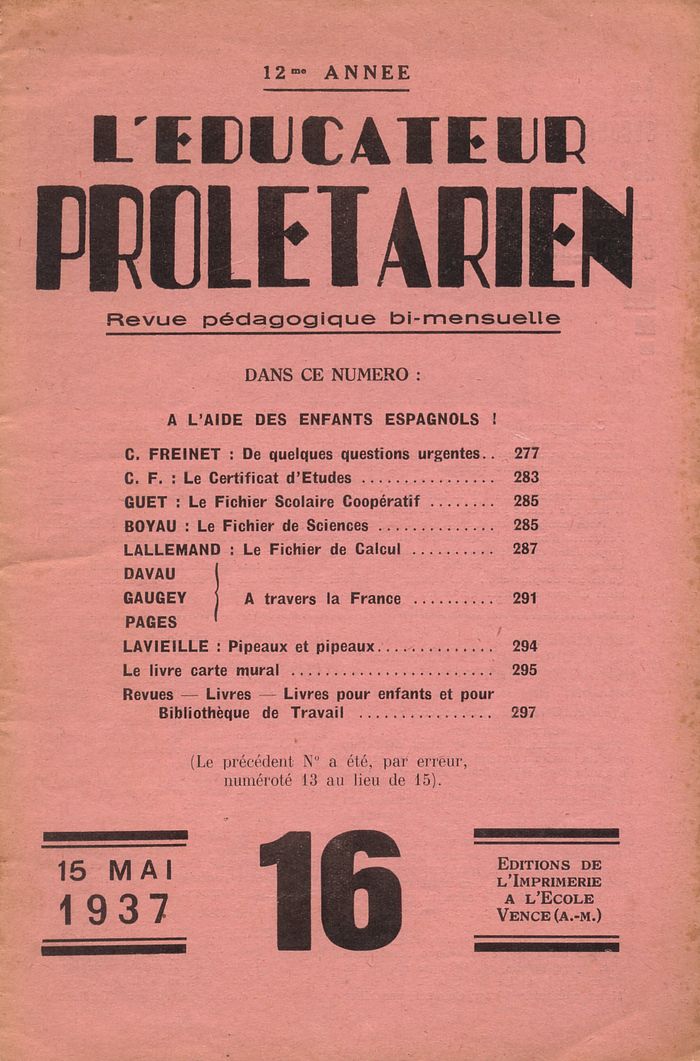 12me ANNEE
L'EDUCATEUR
PROLETARIEN
Revue pédagogique bi-mensuelle
DANS CE NUMERO :
A L'AIDE DES ENFANTS ESPAGNOLS !
C. FREINET : De quelques questions urgentes.. 277
C. F. : Le Certificat d'Etudes ................ 283
GUET : Le Fichier Scolaire Coopératif ........ 285
BOYAU : Le Fichier de Sciences .............. 285
LALLEMAND : Le Fichier de Calcul .......... 287
DAVAU
GAUGEY } A travers la France .......... 291
PAGES
LAVIEILLE : Pipeaux et pipeaux.............. 294
Le livre carte mural ........................ 295
Revues — Livres — Livres pour enfants et pour
Bibliothèque de Travail ................ 297
(Le précédent N° a été, par erreur,
numéroté 13 au lieu de 15).
15 MAI
1937
16
EDITIONS DE
L'IMPRIMERIE
A L'ECOLE
VENCE (A.-M.)